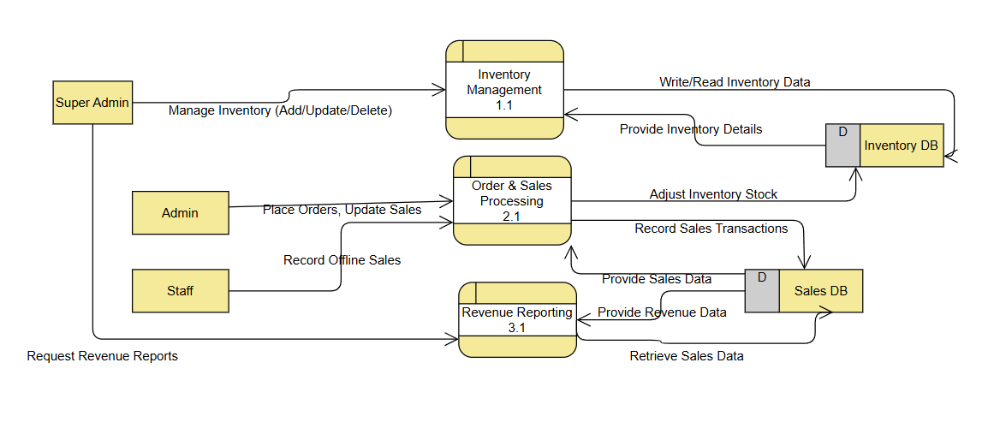 Inventory
Management
1.1
Write/Read Inventory Data
Super Admin
Manage Inventory (Add/Update/Delete)
Provide Inventory Details
D
Inventory DB
Order & Sales
Processing
2.1
Adjust Inventory Stock
Admin
Place Orders, Update Sales
Record Sales Transactions
Record Offline Sales
Provide Sales Data
D
Staff
Sales DB
Revenue Reporting
3.1
Provide Revenue Data
Request Revenue Reports
Retrieve Sales Data